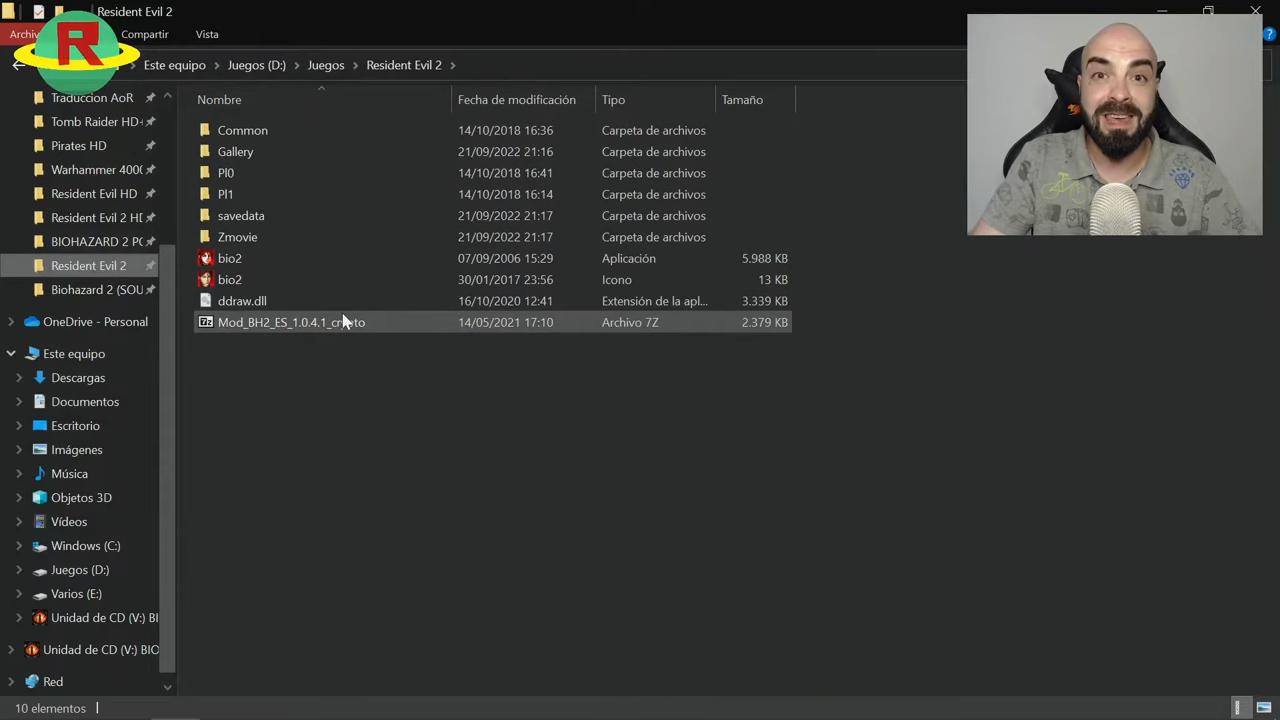 Resident Evil 2
Archiv
Compartir
Vista
R
Este equipo > Juegos (D:) > Juegos > Resident Evil 2 >
Nombre
Fecha de modificación
Tipo
Tamaño
Common 14/10/2018 16:36 Carpeta de archivos
Gallery 21/09/2022 21:16 Carpeta de archivos
Pl0 14/10/2018 16:41 Carpeta de archivos
Pl1 14/10/2018 16:14 Carpeta de archivos
savedata 21/09/2022 21:17 Carpeta de archivos
Zmovie 21/09/2022 21:17 Carpeta de archivos
bio2 07/09/2006 15:29 Aplicación 5.988 KB
bio2 30/01/2017 23:56 Icono 13 KB
ddraw.dll 16/10/2020 12:41 Extensión de la apl... 3.339 KB
Mod_BH2_ES_1.0.4.1_crypto 14/05/2021 17:10 Archivo 7Z 2.379 KB
Traduccion AoR
Tomb Raider HD
Pirates HD
Warhammer 4000
Resident Evil HD
Resident Evil 2 HD
BIOHAZARD 2 PC
Resident Evil 2
Biohazard 2 (SOU
OneDrive - Personal
Este equipo
Descargas
Documentos
Escritorio
Imágenes
Música
Objetos 3D
Vídeos
Windows (C:)
Juegos (D:)
Varios (E:)
Unidad de CD (V:) BI
Unidad de CD (V:) BIO
Red
10 elementos